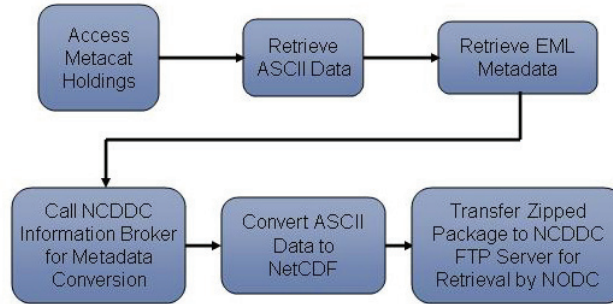 Access
Metacat
Holdings
Retrieve
ASCII Data
Retrieve EML
Metadata
Call NCDDC
Information Broker
for Metadata
Conversion
Convert ASCII
Data to
NetCDF
Transfer Zipped
Package to NCDDC
FTP Server for
Retrieval by NODC